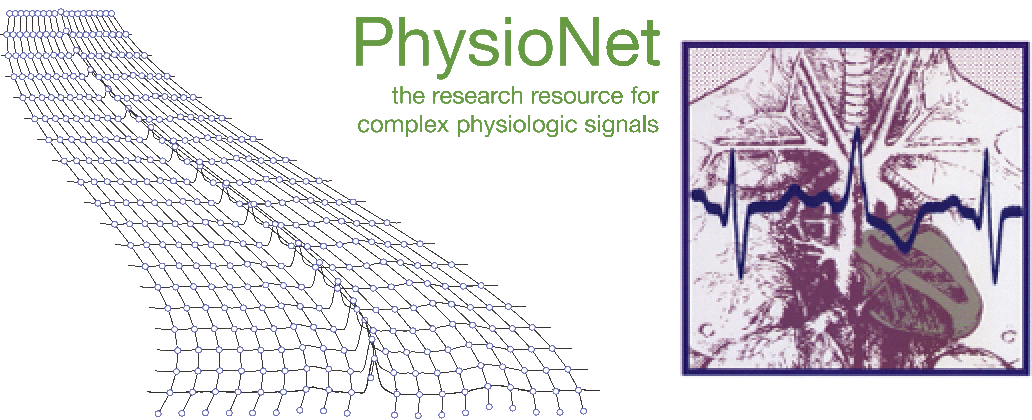 PhysioNet
the research resource for
complex physiologic signals